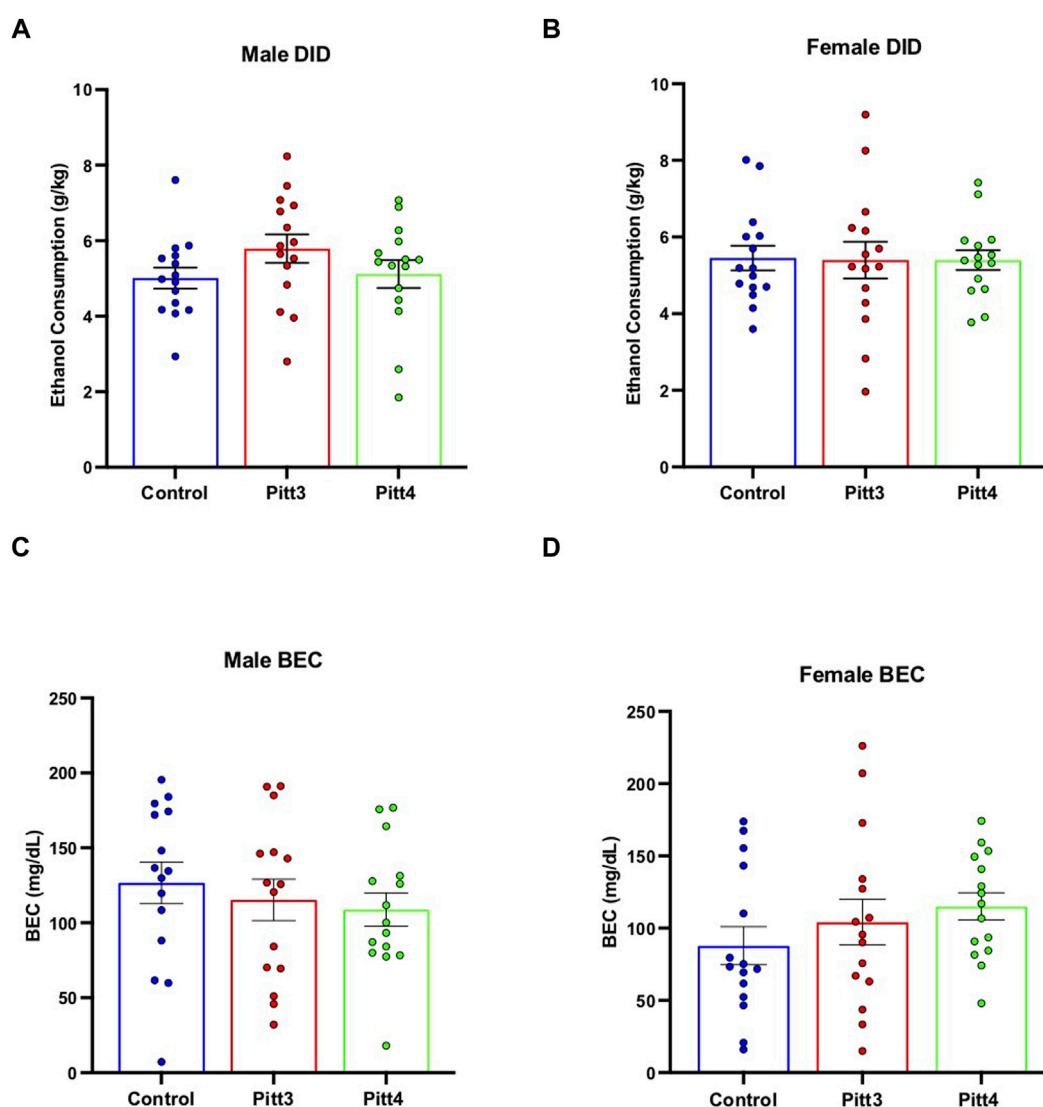 A
Male DID
Ethanol Consumption (g/kg)
10
8
6
4
2
0
Control Pitt3 Pitt4
B
Female DID
Ethanol Consumption (g/kg)
10
8
6
4
2
0
Control Pitt3 Pitt4
C
Male BEC
BEC (mg/dL)
250
200
150
100
50
0
Control Pitt3 Pitt4
D
Female BEC
BEC (mg/dL)
250
200
150
100
50
0
Control Pitt3 Pitt4